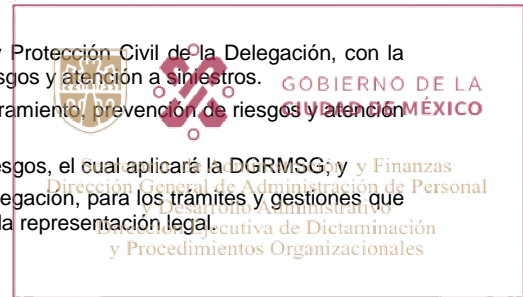 y Protección Civil de la Delegación, con la
sgos y atención a siniestros.
GOBIERNO DE LA
CIUDAD DE MÉXICO
ramiento, prevención de riesgos y atención
esgos, el cual aplicará la DGRMSG; y
y Finanzas
Dirección General de Administración de Personal
y Desarrollo Administrativo
elegación, para los trámites y gestiones que
la representación legal.
Dirección Ejecutiva de Dictaminación
y Procedimientos Organizacionales